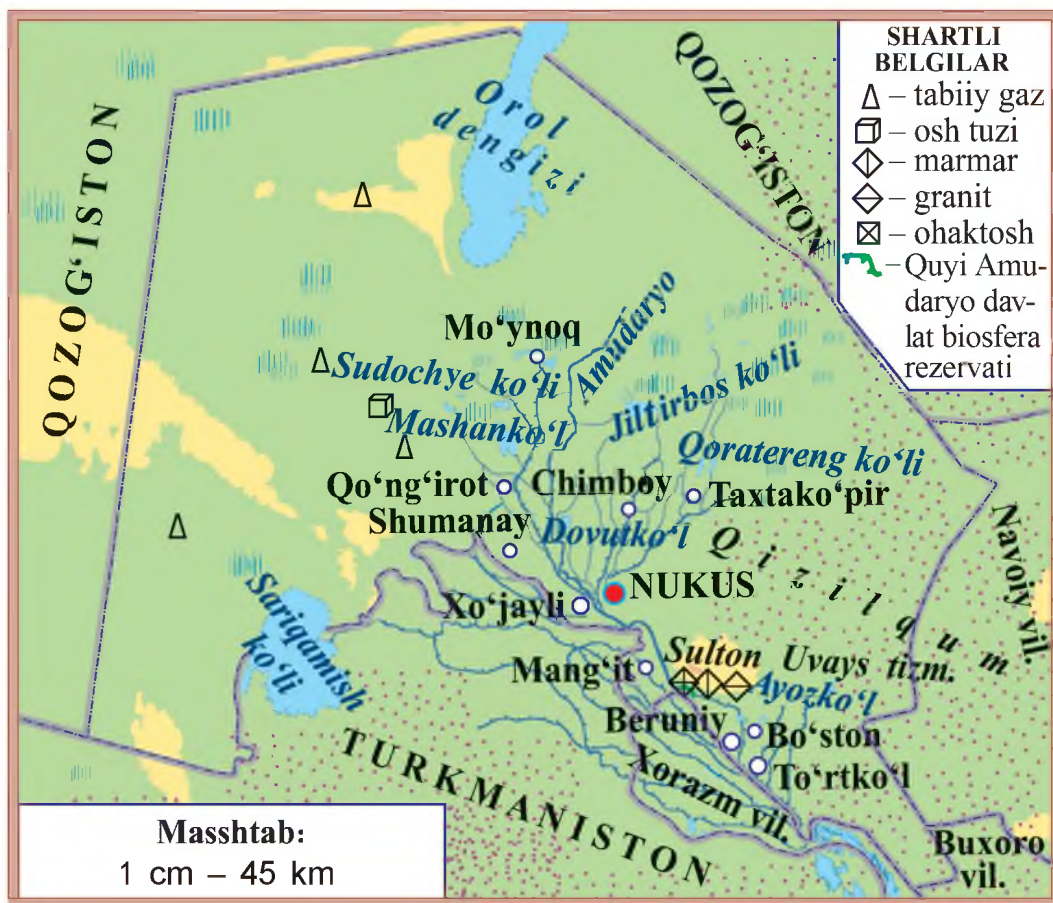 SHARTLI
BELGILAR
– tabiiy gaz
– osh tuzi
– marmar
– granit
– ohaktosh
– Quyi Amu-
daryo dav-
lat biosfera
rezervati
QOZOG‘ISTON
QOZOG‘ISTON
QOZOG‘ISTON
Orol
dengizi
Mo‘ynoq
Amudaryo
Sudochye ko‘li
Jiltirbos ko‘li
Mashanko‘l
Qoratereng ko‘li
Qo‘ng‘irot
Chimboy
Taxtako‘pir
Shumanay
Dovutko‘l
Qizilqum
Navoiy vil.
NUKUS
Xo‘jayli
Sariqamish
ko‘li
Mang‘it
Sulton Uvays tizm.
Ayozko‘l
Beruniy
Bo‘ston
To‘rtko‘l
Xorazm vil.
TURKMANISTON
Buxoro
vil.
Masshtab:
1 cm – 45 km